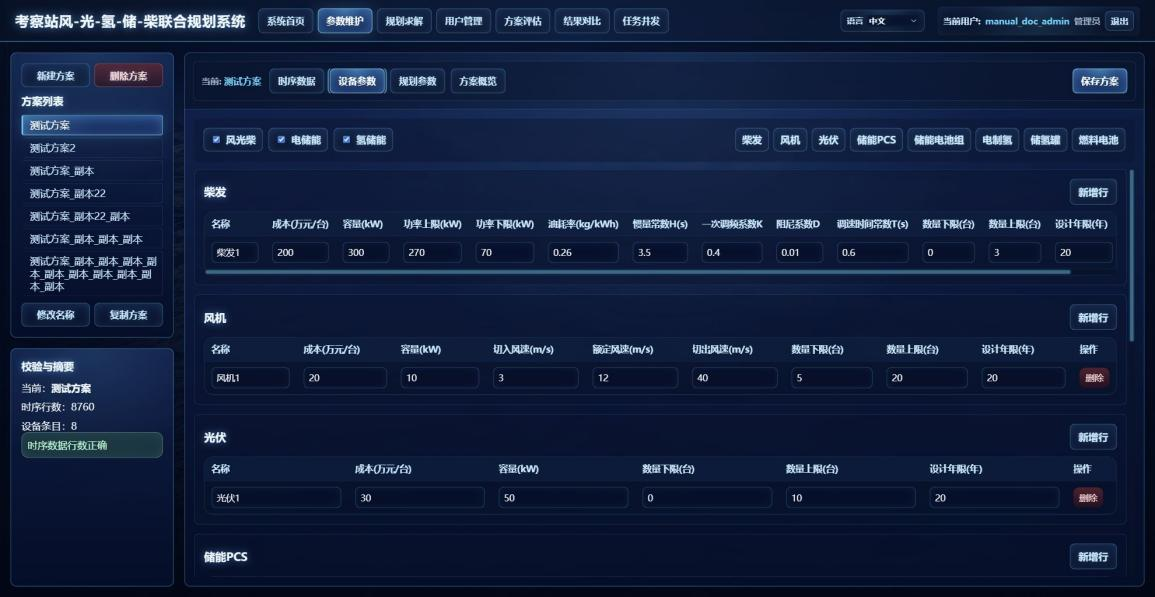 考察站风-光-氢-储-柴联合规划系统 系统首页 参数维护 规划求解 用户管理 方案评估 结果对比 任务并发 语言 中文 当前用户: manual_doc_admin 管理员 退出
新建方案 删除方案
方案列表
测试方案
测试方案2
测试方案_副本
测试方案_副本22
测试方案_副本22_副本
测试方案_副本_副本_副本
测试方案_副本_副本_副本_副
本_副本_副本_副本_副本_副
本_副本
修改名称 复制方案
校验与摘要
当前: 测试方案
时序行数: 8760
设备条目: 8
时序数据行数正确
当前: 测试方案 时序数据 设备参数 规划参数 方案概览 保存方案
风光柴 电储能 氢储能 柴发 风机 光伏 储能PCS 储能电池组 电制氢 储氢罐 燃料电池
柴发 新增行
名称 成本(万元/台) 容量(kW) 功率上限(kW) 功率下限(kW) 油耗率(kg/kWh) 惯量常数H(s) 一次调频系数K 阻尼系数D 调速时间常数T(s) 数量下限(台) 数量上限(台) 设计年限(年)
柴发1 200 300 270 70 0.26 3.5 0.4 0.01 0.6 0 3 20
风机 新增行
名称 成本(万元/台) 容量(kW) 切入风速(m/s) 额定风速(m/s) 切出风速(m/s) 数量下限(台) 数量上限(台) 设计年限(年) 操作
风机1 20 10 3 12 40 5 20 20 删除
光伏 新增行
名称 成本(万元/台) 容量(kW) 数量下限(台) 数量上限(台) 设计年限(年) 操作
光伏1 30 50 0 10 20 删除
储能PCS 新增行